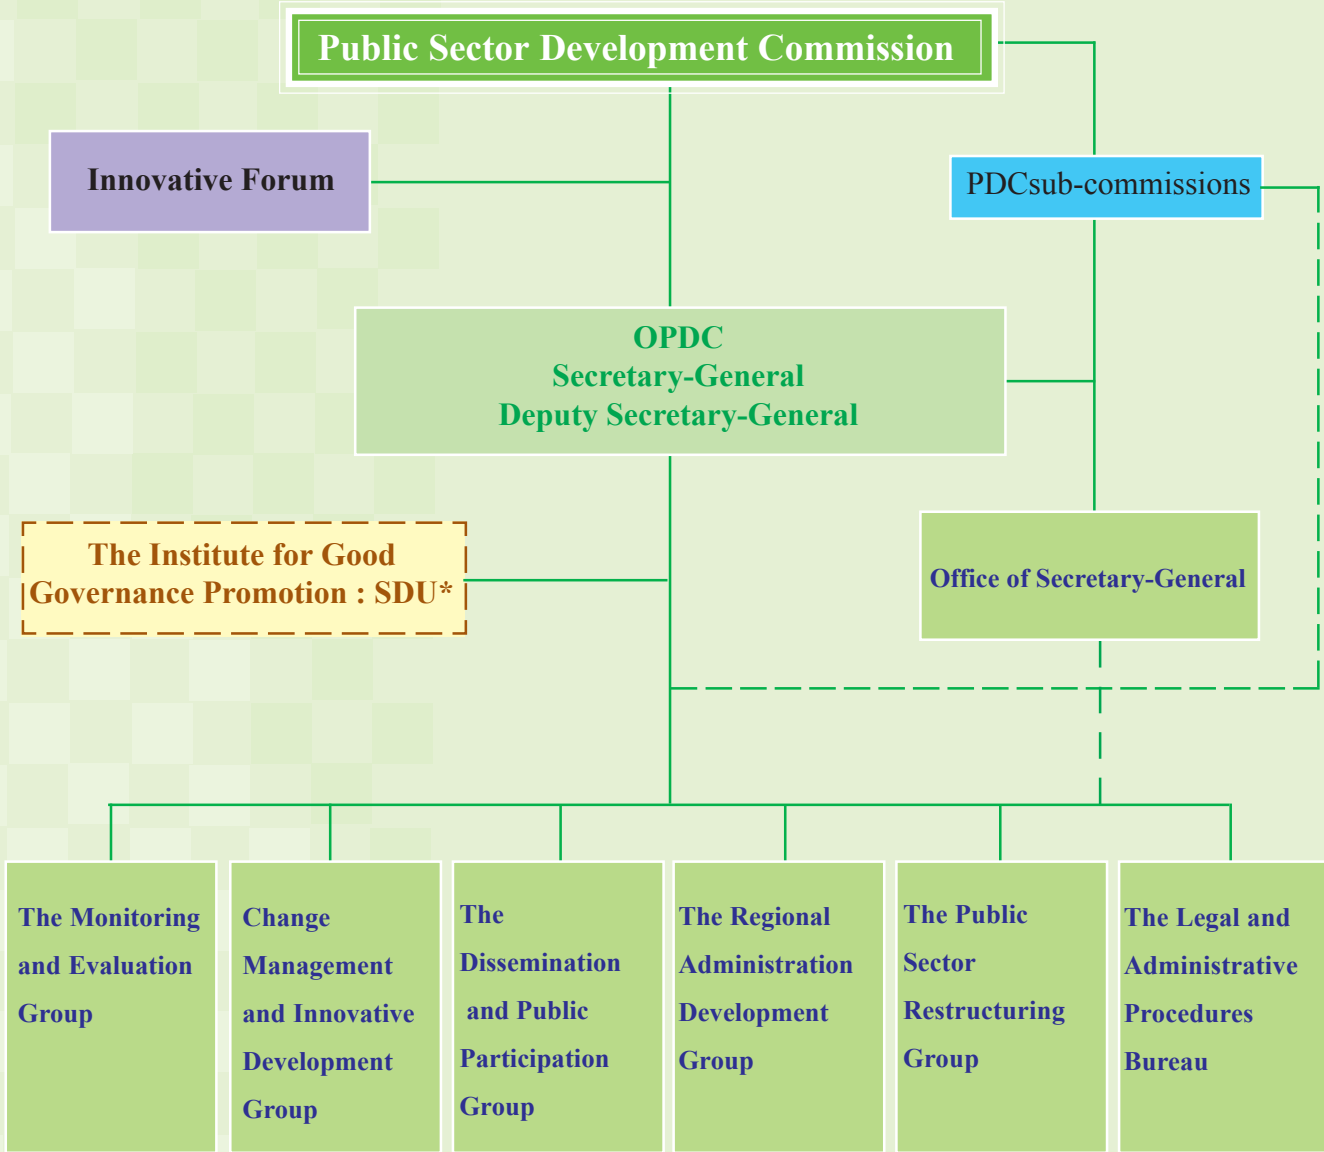 Public Sector Development Commission
Innovative Forum
PDCsub-commissions
OPDC
Secretary-General
Deputy Secretary-General
The Institute for Good
Governance Promotion : SDU*
Office of Secretary-General
The Monitoring
and Evaluation
Group
Change
Management
and Innovative
Development
Group
The
Dissemination
and Public
Participation
Group
The Regional
Administration
Development
Group
The Public
Sector
Restructuring
Group
The Legal and
Administrative
Procedures
Bureau